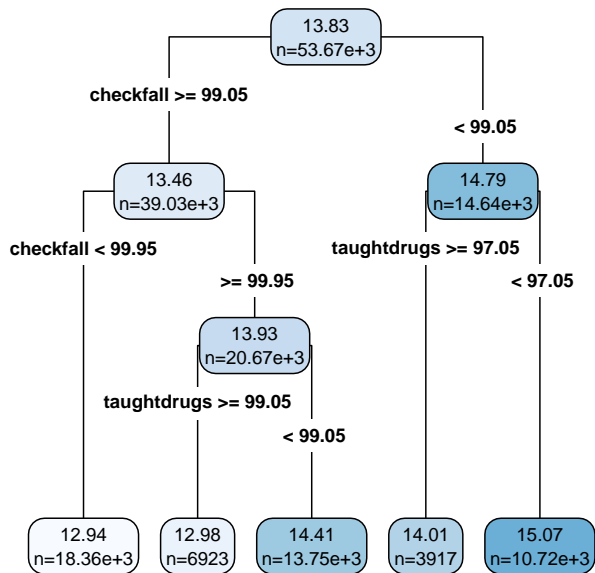 13.83
n=53.67e+3
checkfall >= 99.05
< 99.05
13.46
n=39.03e+3
14.79
n=14.64e+3
checkfall < 99.95
>= 99.95
taughtdrugs >= 97.05
< 97.05
13.93
n=20.67e+3
taughtdrugs >= 99.05
< 99.05
12.94
n=18.36e+3
12.98
n=6923
14.41
n=13.75e+3
14.01
n=3917
15.07
n=10.72e+3